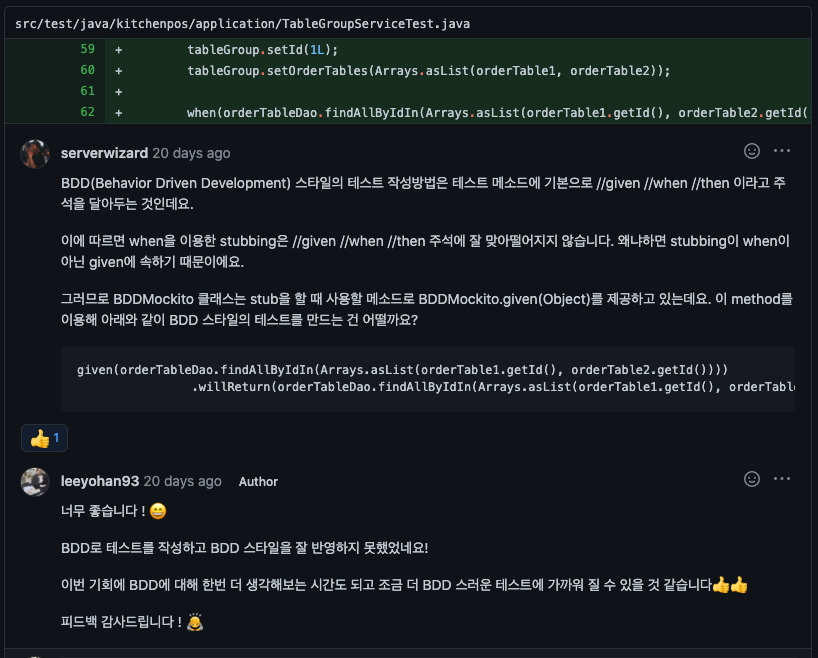 src/test/java/kitchenpos/application/TableGroupServiceTest.java
59 + tableGroup.setId(1L);
60 + tableGroup.setOrderTables(Arrays.asList(orderTable1, orderTable2));
61 +
62 + when(orderTableDao.findAllByIdIn(Arrays.asList(orderTable1.getId(), orderTable2.getId(
serverwizard 20 days ago
BDD(Behavior Driven Development) 스타일의 테스트 작성방법은 테스트 메소드에 기본으로 //given //when //then 이라고 주
석을 달아두는 것인데요.
이에 따르면 when을 이용한 stubbing은 //given //when //then 주석에 잘 맞아떨어지지 않습니다. 왜냐하면 stubbing이 when이
아닌 given에 속하기 때문이에요.
그러므로 BDDMockito 클래스는 stub을 할 때 사용할 메소드로 BDDMockito.given(Object)를 제공하고 있는데요. 이 method를
이용해 아래와 같이 BDD 스타일의 테스트를 만드는 건 어떨까요?
given(orderTableDao.findAllByIdIn(Arrays.asList(orderTable1.getId(), orderTable2.getId())))
.willReturn(orderTableDao.findAllByIdIn(Arrays.asList(orderTable1.getId(), orderTable
👍 1
leeyohan93 20 days ago Author
너무 좋습니다 ! 😄
BDD로 테스트를 작성하고 BDD 스타일을 잘 반영하지 못했었네요!
이번 기회에 BDD에 대해 한번 더 생각해보는 시간도 되고 조금 더 BDD 스러운 테스트에 가까워 질 수 있을 것 같습니다👍👍
피드백 감사드립니다 ! 🙇